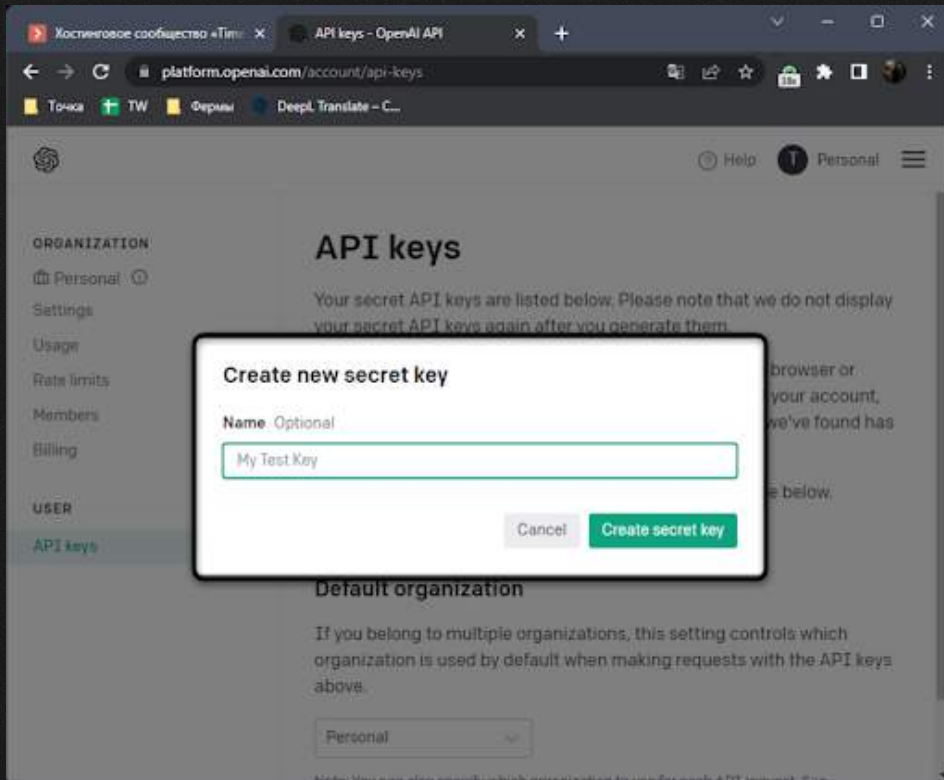 Хостинговое сообщество «Time
API keys - OpenAI API
platform.openai.com/account/api-keys
Точка
TW
Фермы
DeepL Translate – С...
Help
T
Personal
ORGANIZATION
Personal
Settings
Usage
Rate limits
Members
Billing
USER
API keys
API keys
Your secret API keys are listed below. Please note that we do not display
your secret API keys again after you generate them.
browser or
your account,
we've found has
below.
Create new secret key
Name Optional
My Test Key
Cancel
Create secret key
Default organization
If you belong to multiple organizations, this setting controls which
organization is used by default when making requests with the API keys
above.
Personal